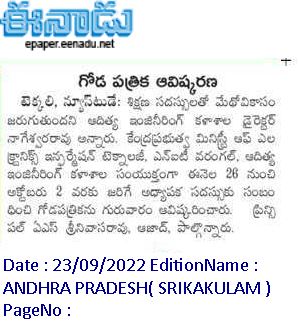 ఈనాడు
epaper.eenadu.net
గోడ పత్రిక ఆవిష్కరణ
టెక్కలి, న్యూస్‌టుడే: శిక్షణ సదస్సులతో మేధోవికాసం
జరుగుతుందని ఆదిత్య ఇంజినీరింగ్ కళాశాల డైరెక్టర్
నాగేశ్వరరావు అన్నారు. కేంద్రప్రభుత్వ మినిస్ట్రీ ఆఫ్ ఎల
క్ట్రానిక్స్ ఇన్ఫర్మేషన్ టెక్నాలజీ, ఎన్ఐటీ వరంగల్, ఆదిత్య
ఇంజినీరింగ్ కళాశాల సంయుక్తంగా ఈనెల 26 నుంచి
అక్టోబరు 2 వరకు జరిగే అధ్యాపక సదస్సుకు సంబం
ధించి గోడపత్రికను గురువారం ఆవిష్కరించారు. ప్రిన్సి
పల్ ఏఎస్ శ్రీనివాసరావు, ఆజాద్, పాల్గొన్నారు.
Date : 23/09/2022 EditionName :
ANDHRA PRADESH( SRIKAKULAM )
PageNo :